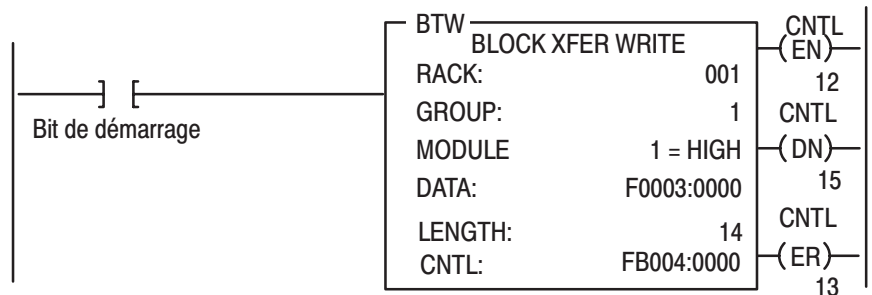 BTW
BLOCK XFER WRITE
RACK: 001
GROUP: 1
MODULE 1 = HIGH
DATA: F0003:0000
LENGTH: 14
CNTL: FB004:0000
CNTL
(EN)
12
CNTL
(DN)
15
CNTL
(ER)
13
Bit de démarrage